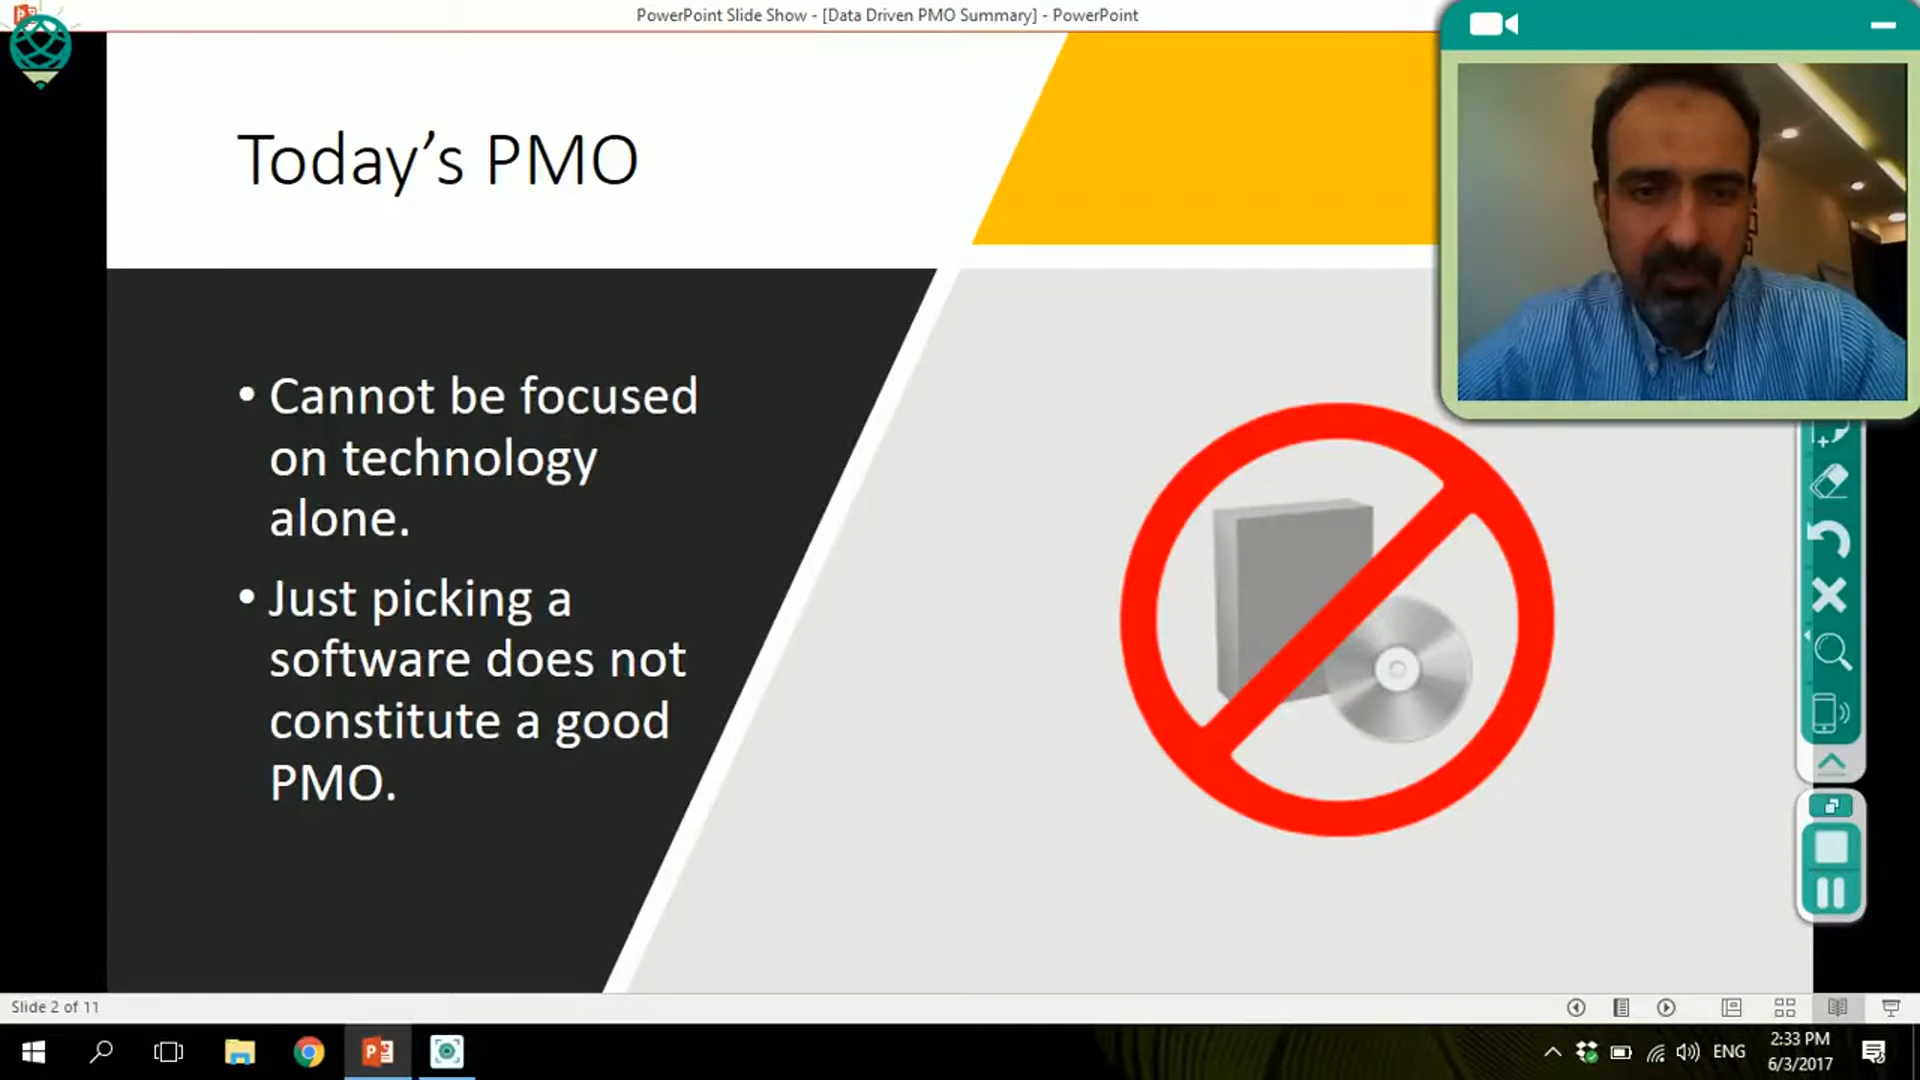 PowerPoint Slide Show - [Data Driven PMO Summary] - PowerPoint
Today’s PMO
• Cannot be focused
on technology
alone.
• Just picking a
software does not
constitute a good
PMO.
Slide 2 of 11
ENG
2:33 PM
6/3/2017